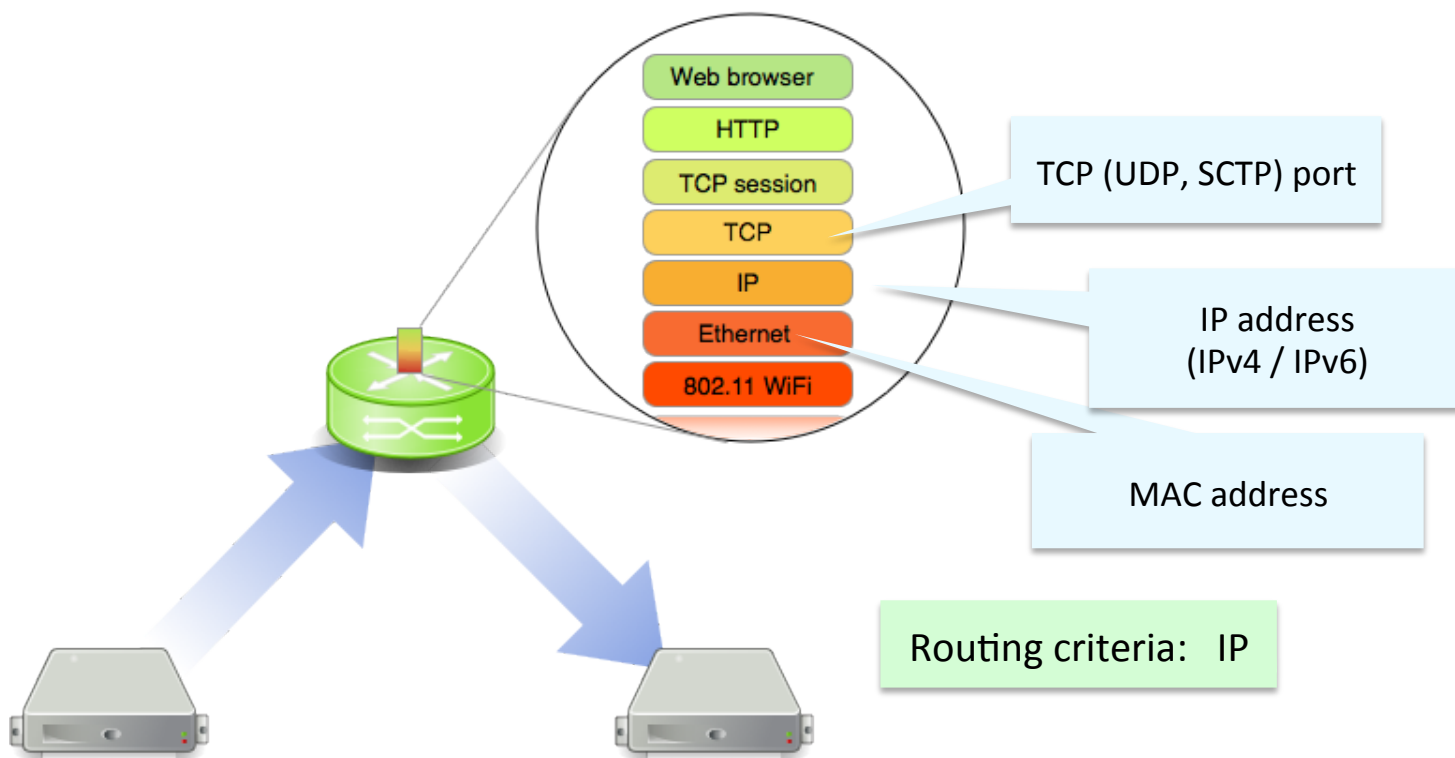 Web browser
HTTP
TCP session
TCP
IP
Ethernet
802.11 WiFi
TCP (UDP, SCTP) port
IP address
(IPv4 / IPv6)
MAC address
Routing criteria: IP